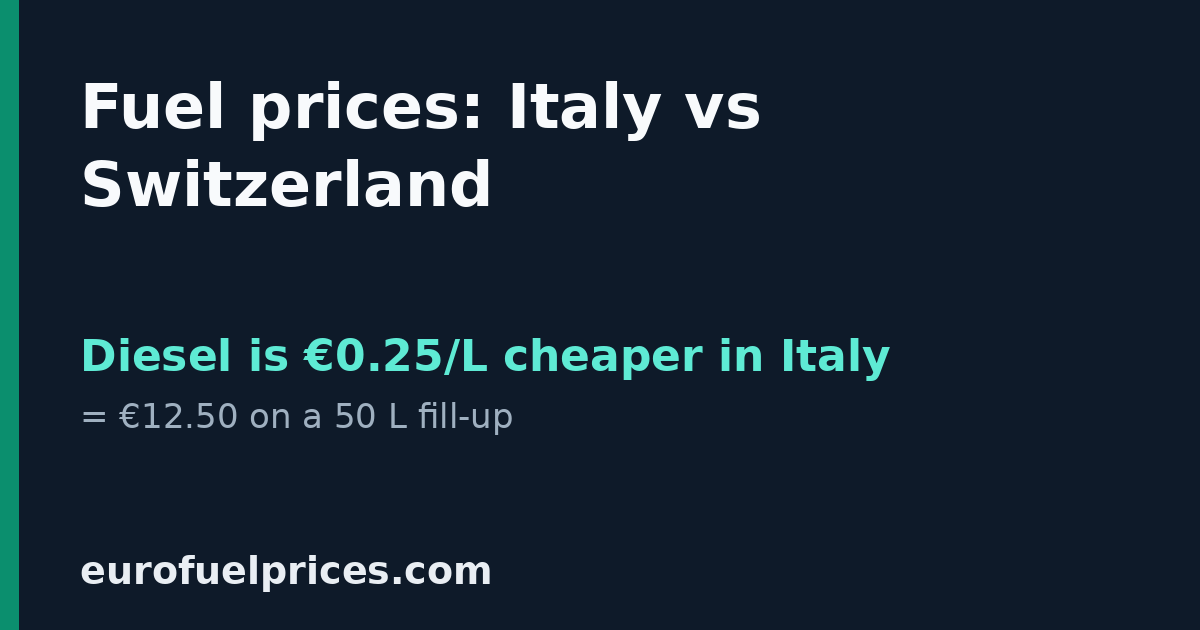 Fuel prices: Italy vs
Switzerland
Diesel is €0.25/L cheaper in Italy
= €12.50 on a 50 L fill-up
eurofuelprices.com